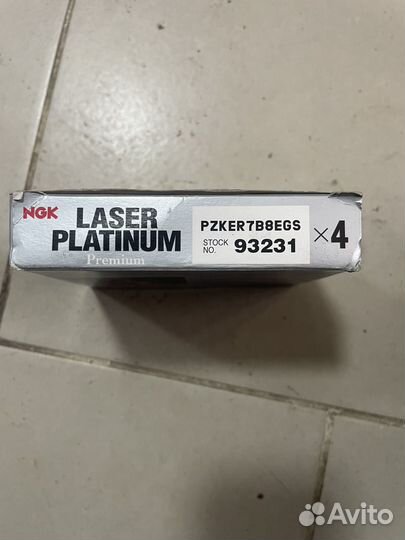 NGK
LASER
PLATINUM
Premium
PZKER7B8EGS
STOCK NO. 93231
×4
Avito